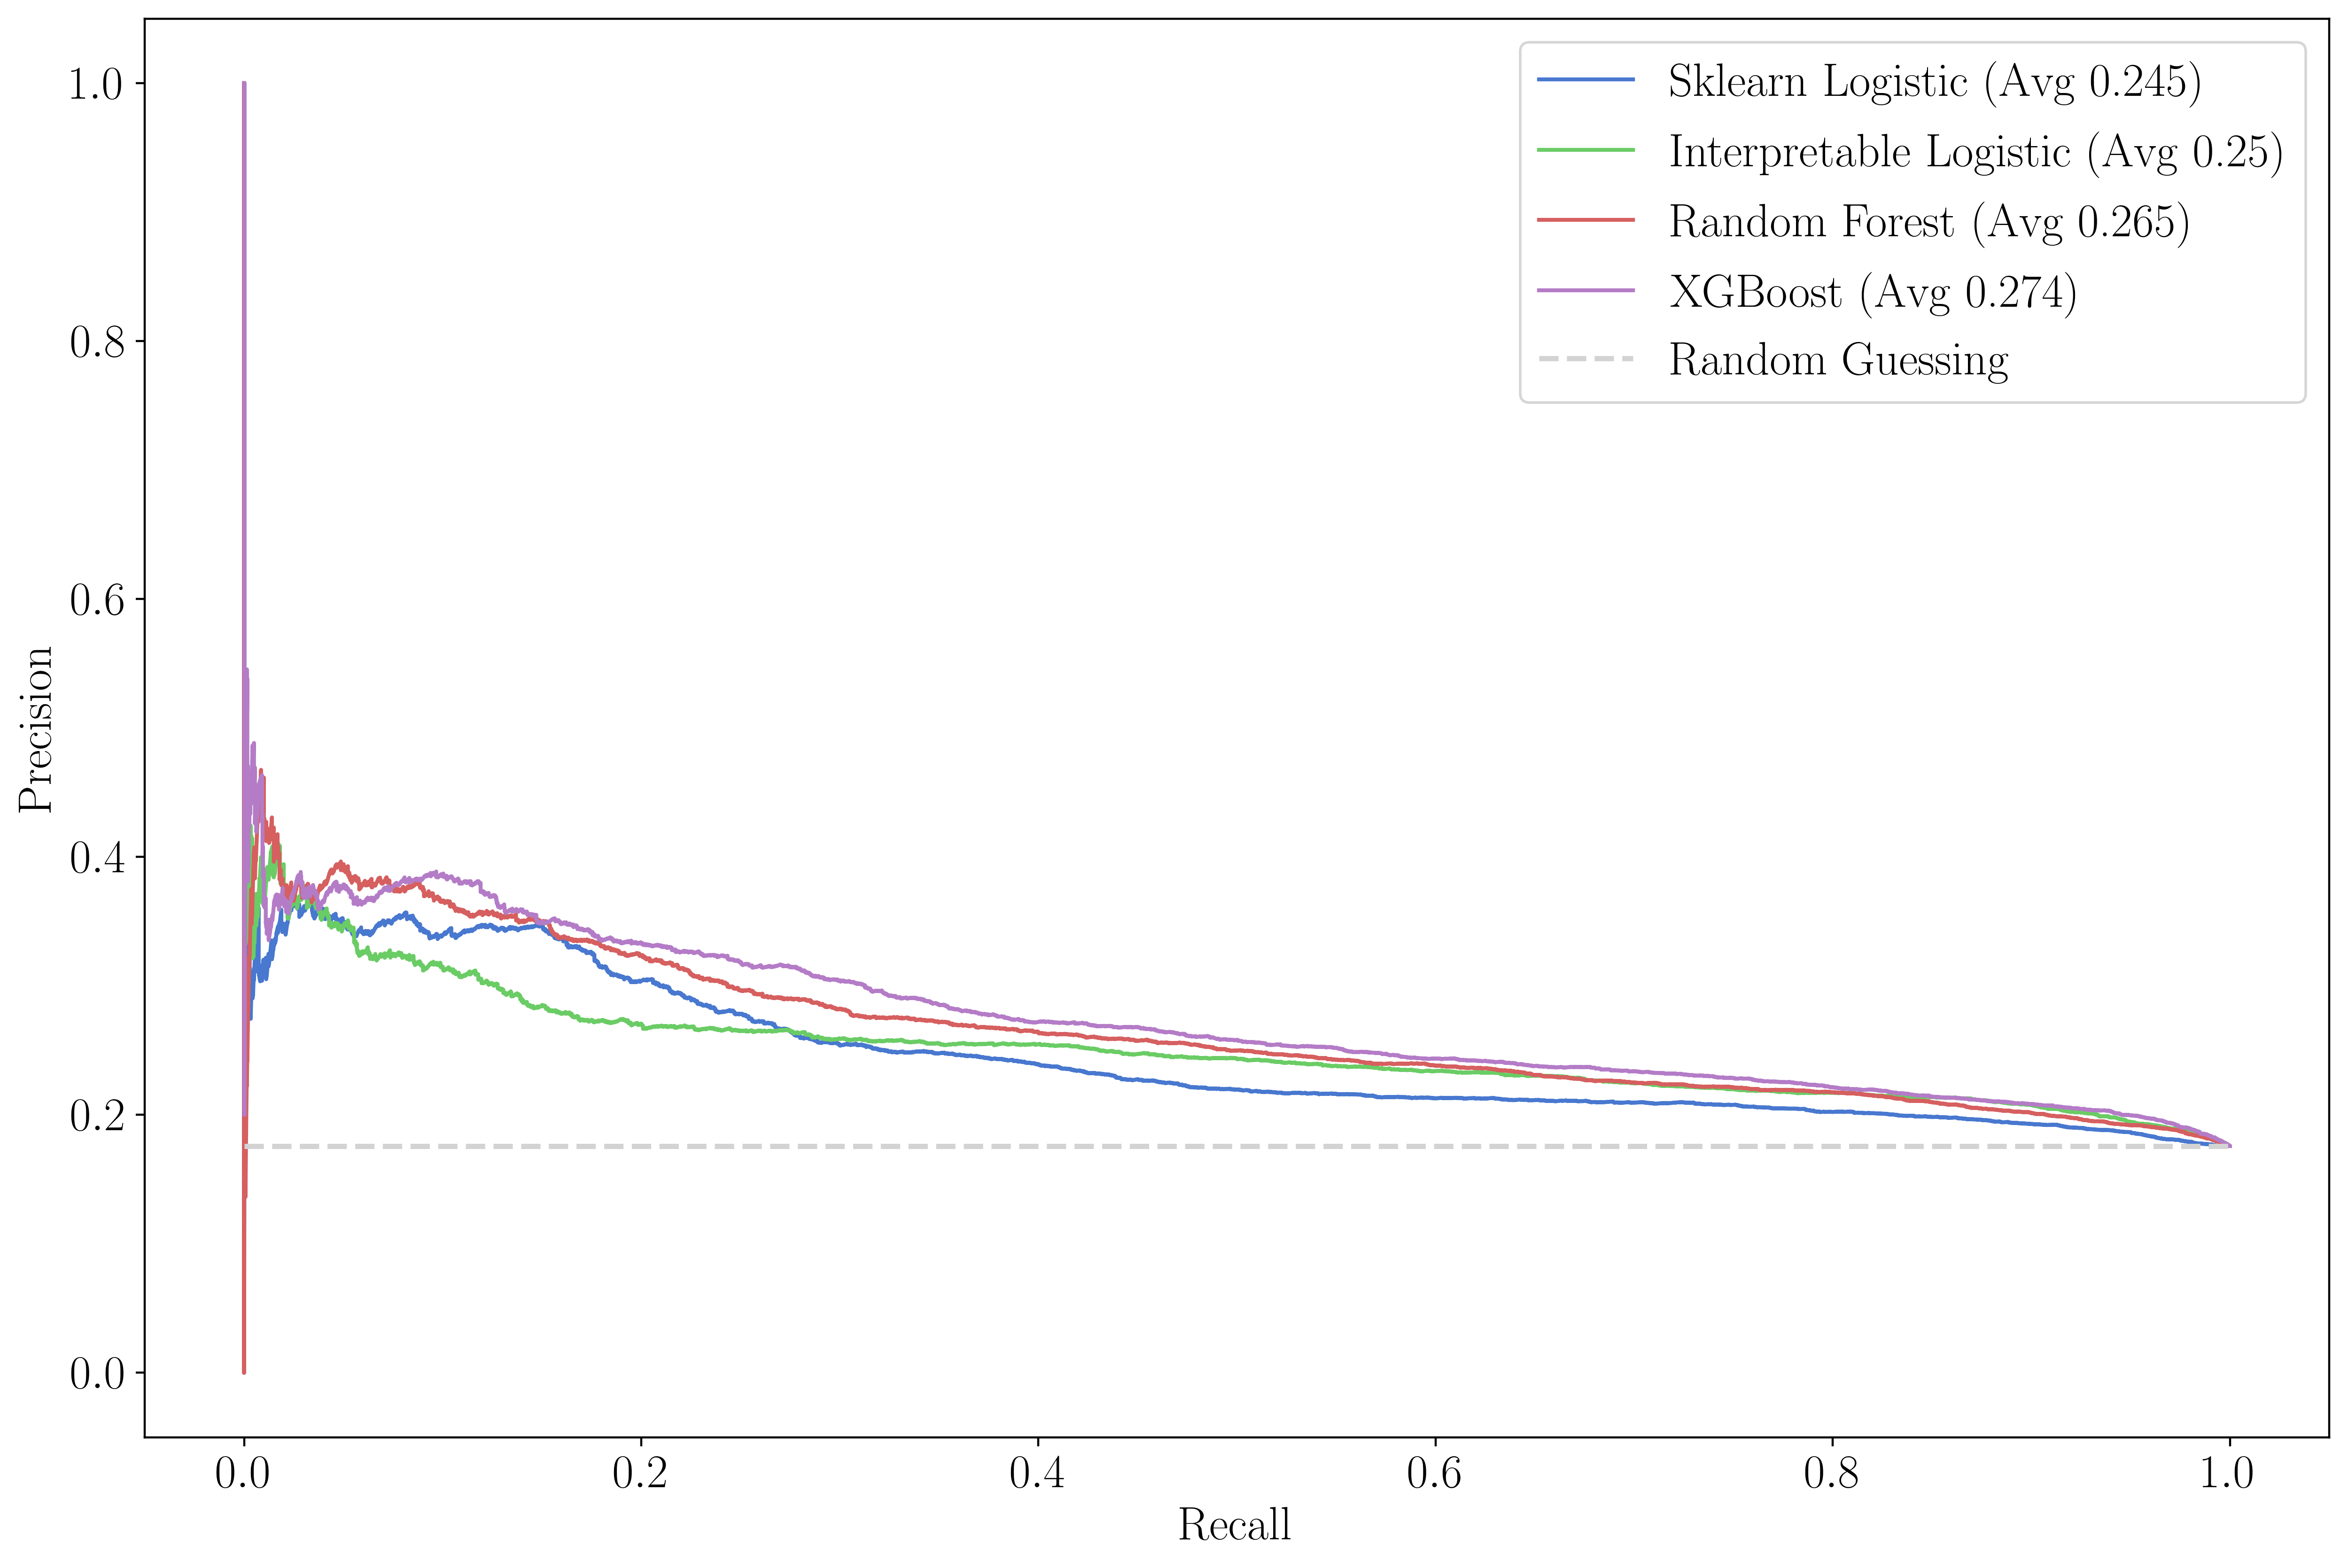 Sklearn Logistic (Avg 0.245)
Interpretable Logistic (Avg 0.25)
Random Forest (Avg 0.265)
XGBoost (Avg 0.274)
Random Guessing
Precision
1.0
0.8
0.6
0.4
0.2
0.0
0.0 0.2 0.4 0.6 0.8 1.0
Recall